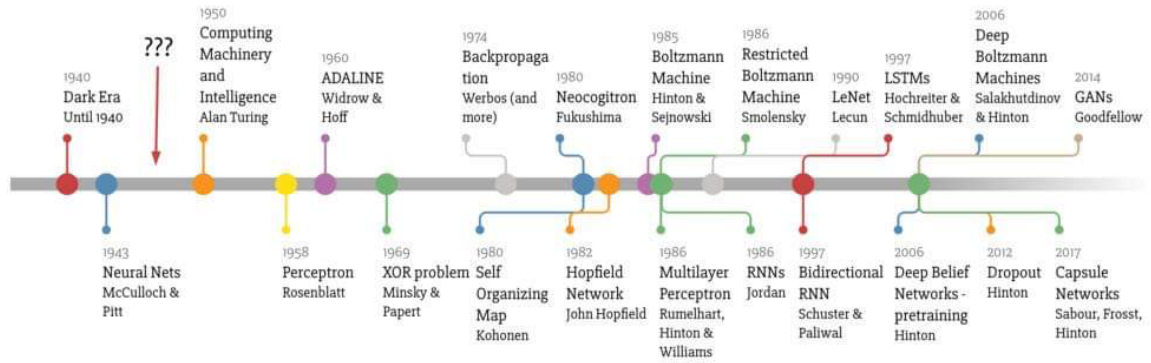 ???
1940
Dark Era
Until 1940
1950
Computing
Machinery
and
Intelligence
Alan Turing
1960
ADALINE
Widrow &
Hoff
1974
Backpropaga
tion
Werbos (and
more)
1980
Neocogitron
Fukushima
1985
Boltzmann
Machine
Hinton &
Sejnowski
1986
Restricted
Boltzmann
Machine
Smolensky
1990
LeNet
Lecun
1997
LSTMs
Hochreiter &
Schmidhuber
2006
Deep
Boltzmann
Machines
Salakhutdinov
& Hinton
2014
GANs
Goodfellow
1943
Neural Nets
McCulloch &
Pitt
1958
Perceptron
Rosenblatt
1969
XOR problem
Minsky &
Papert
1980
Self
Organizing
Map
Kohonen
1982
Hopfield
Network
John Hopfield
1986
Multilayer
Perceptron
Rumelhart,
Hinton &
Williams
1986
RNNs
Jordan
1997
Bidirectional
RNN
Schuster &
Paliwal
2006
Deep Belief
Networks -
pretraining
Hinton
2012
Dropout
Hinton
2017
Capsule
Networks
Sabour, Frosst,
Hinton